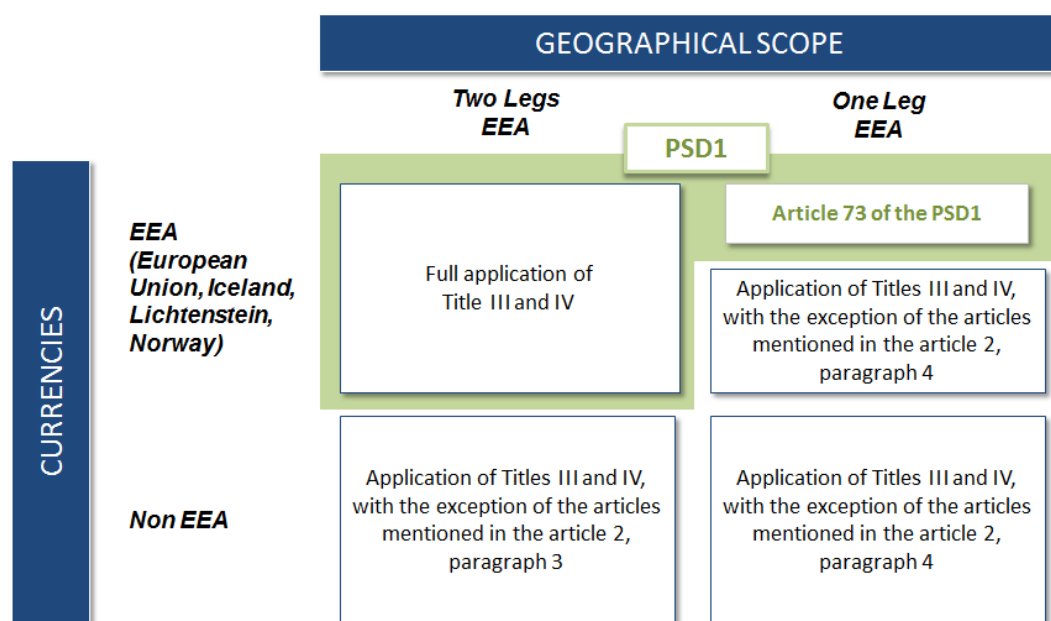 GEOGRAPHICAL SCOPE
Two Legs
EEA
One Leg
EEA
PSD1
CURRENCIES
EEA
(European
Union, Iceland,
Lichtenstein,
Norway)
Full application of
Title III and IV
Article 73 of the PSD1
Application of Titles III and IV,
with the exception of the articles
mentioned in the article 2,
paragraph 4
Non EEA
Application of Titles III and IV,
with the exception of the articles
mentioned in the article 2,
paragraph 3
Application of Titles III and IV,
with the exception of the articles
mentioned in the article 2,
paragraph 4